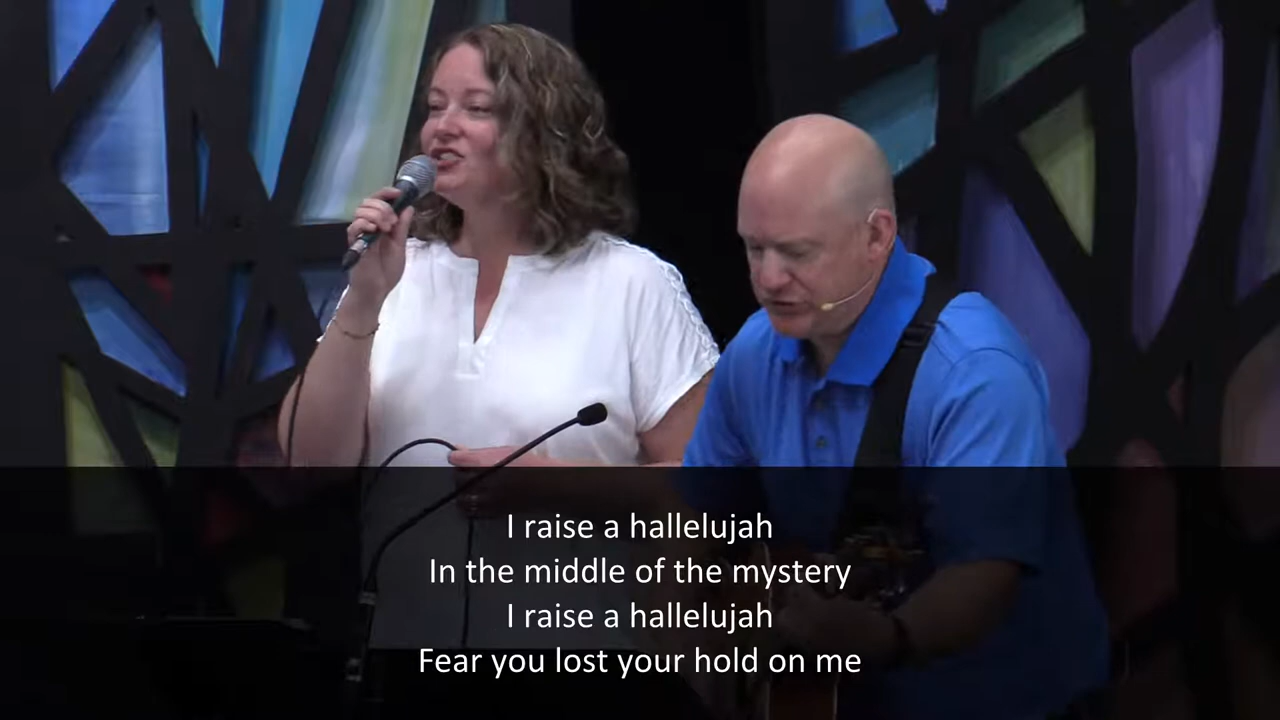 I raise a hallelujah
In the middle of the mystery
I raise a hallelujah
Fear you lost your hold on me